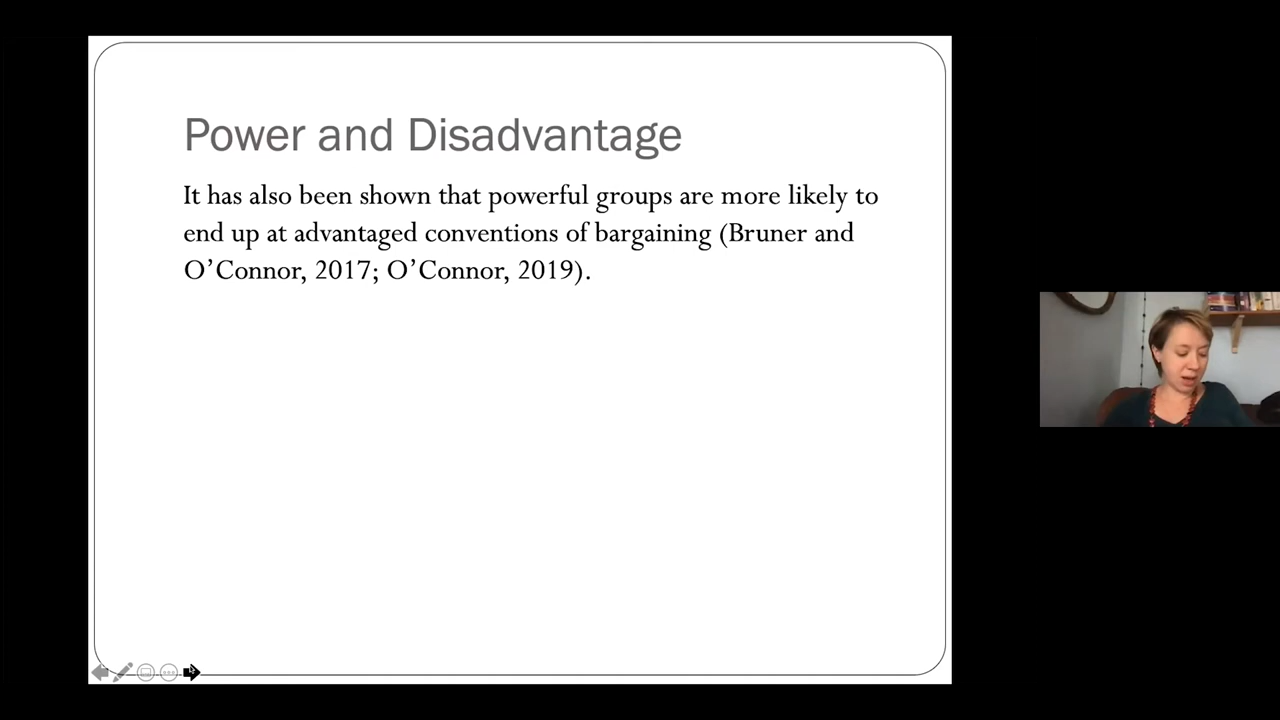 Power and Disadvantage
It has also been shown that powerful groups are more likely to
end up at advantaged conventions of bargaining (Bruner and
O’Connor, 2017; O’Connor, 2019).